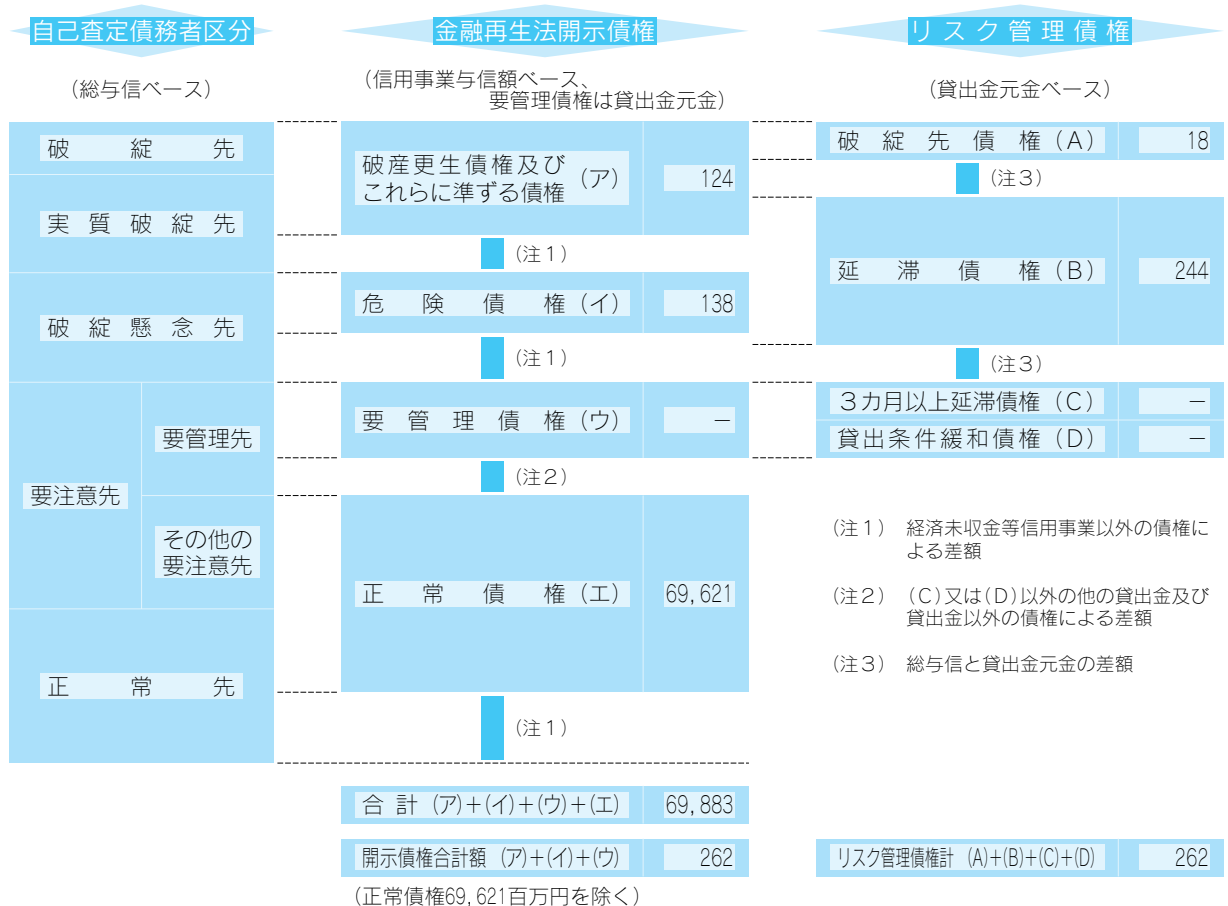 自己査定債務者区分
(総与信ベース)
破綻先
実質破綻先
破綻懸念先
要注意先
要管理先
その他の
要注意先
正常先
金融再生法開示債権
(信用事業与信額ベース、
要管理債権は貸出金元金)
破産更生債権及び
これらに準ずる債権 (ア) 124
(注1)
危険債権(イ) 138
(注1)
要管理債権(ウ) －
(注2)
正常債権(エ) 69,621
(注1)
合計 (ア)+(イ)+(ウ)+(エ) 69,883
開示債権合計額 (ア)+(イ)+(ウ) 262
(正常債権69,621百万円を除く)
リスク管理債権
(貸出金元金ベース)
破綻先債権(A) 18
(注3)
延滞債権(B) 244
(注3)
3カ月以上延滞債権(C) －
貸出条件緩和債権(D) －
(注1) 経済未収金等信用事業以外の債権に
よる差額
(注2) (C)又は(D)以外の他の貸出金及び
貸出金以外の債権による差額
(注3) 総与信と貸出金元金の差額
リスク管理債権計 (A)+(B)+(C)+(D) 262